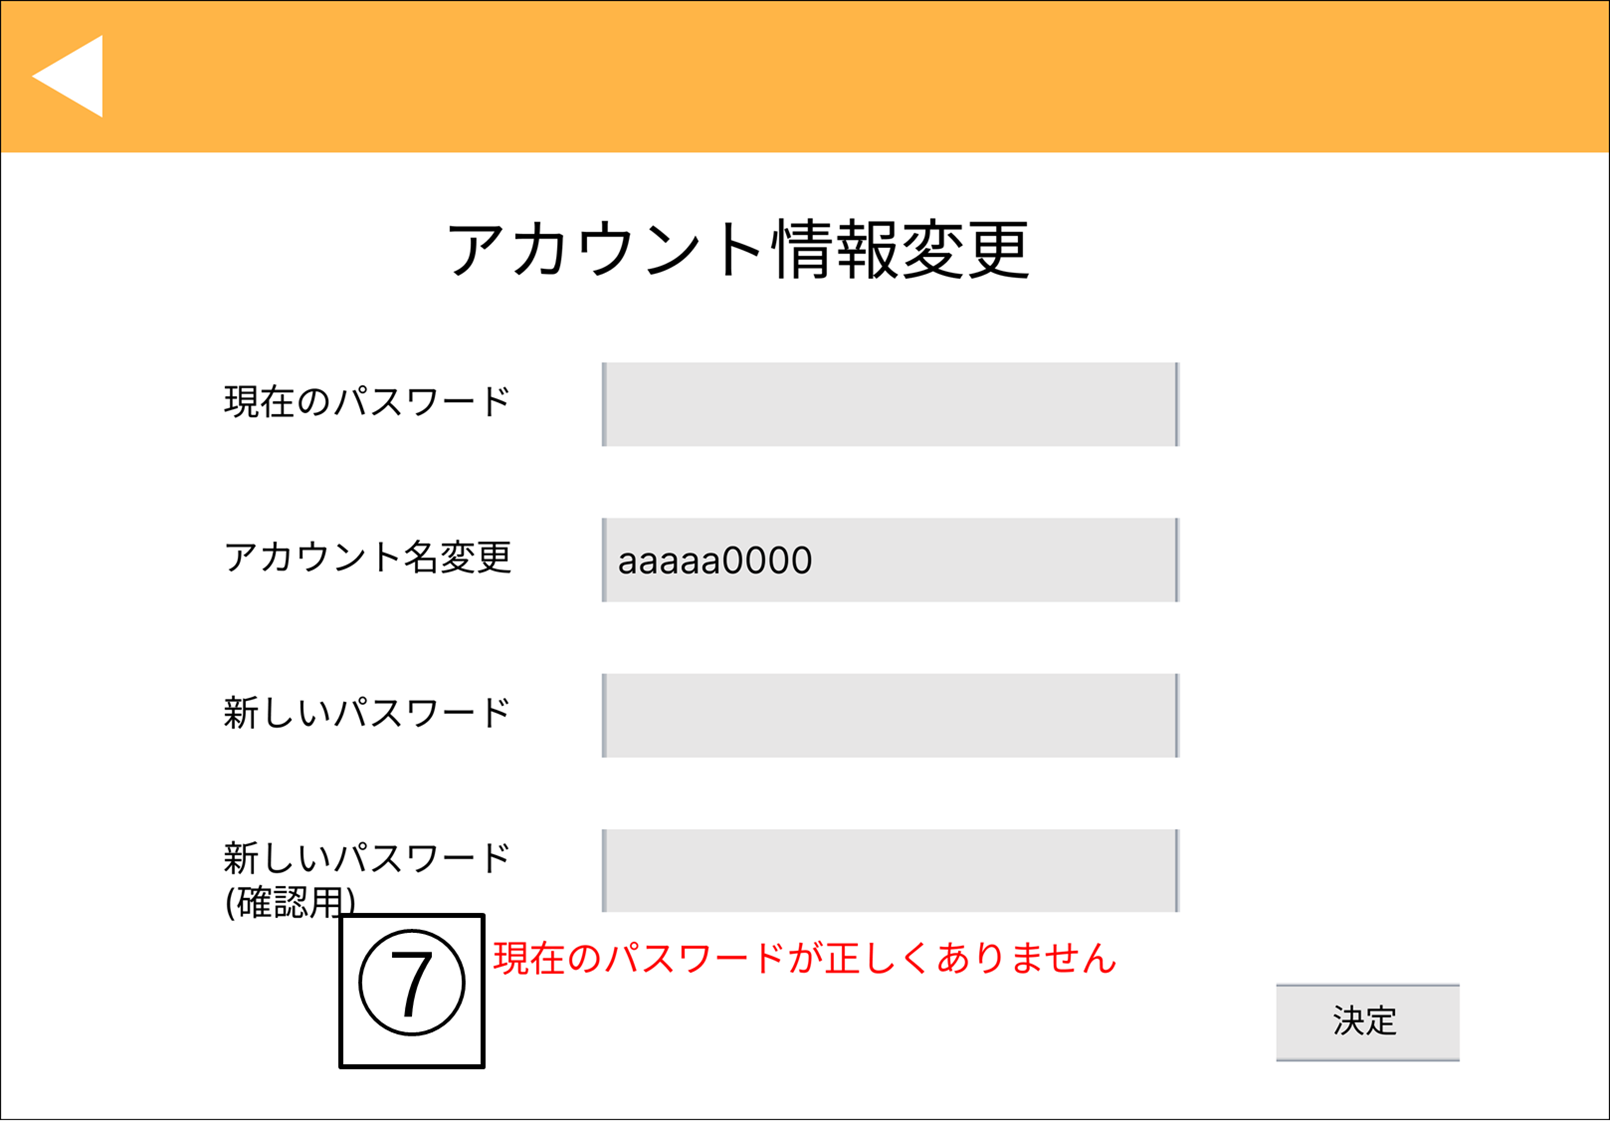 アカウント情報変更
現在のパスワード
アカウント名変更
aaaaa0000
新しいパスワード
新しいパスワード
(確認用)
⑦
現在のパスワードが正しくありません
決定